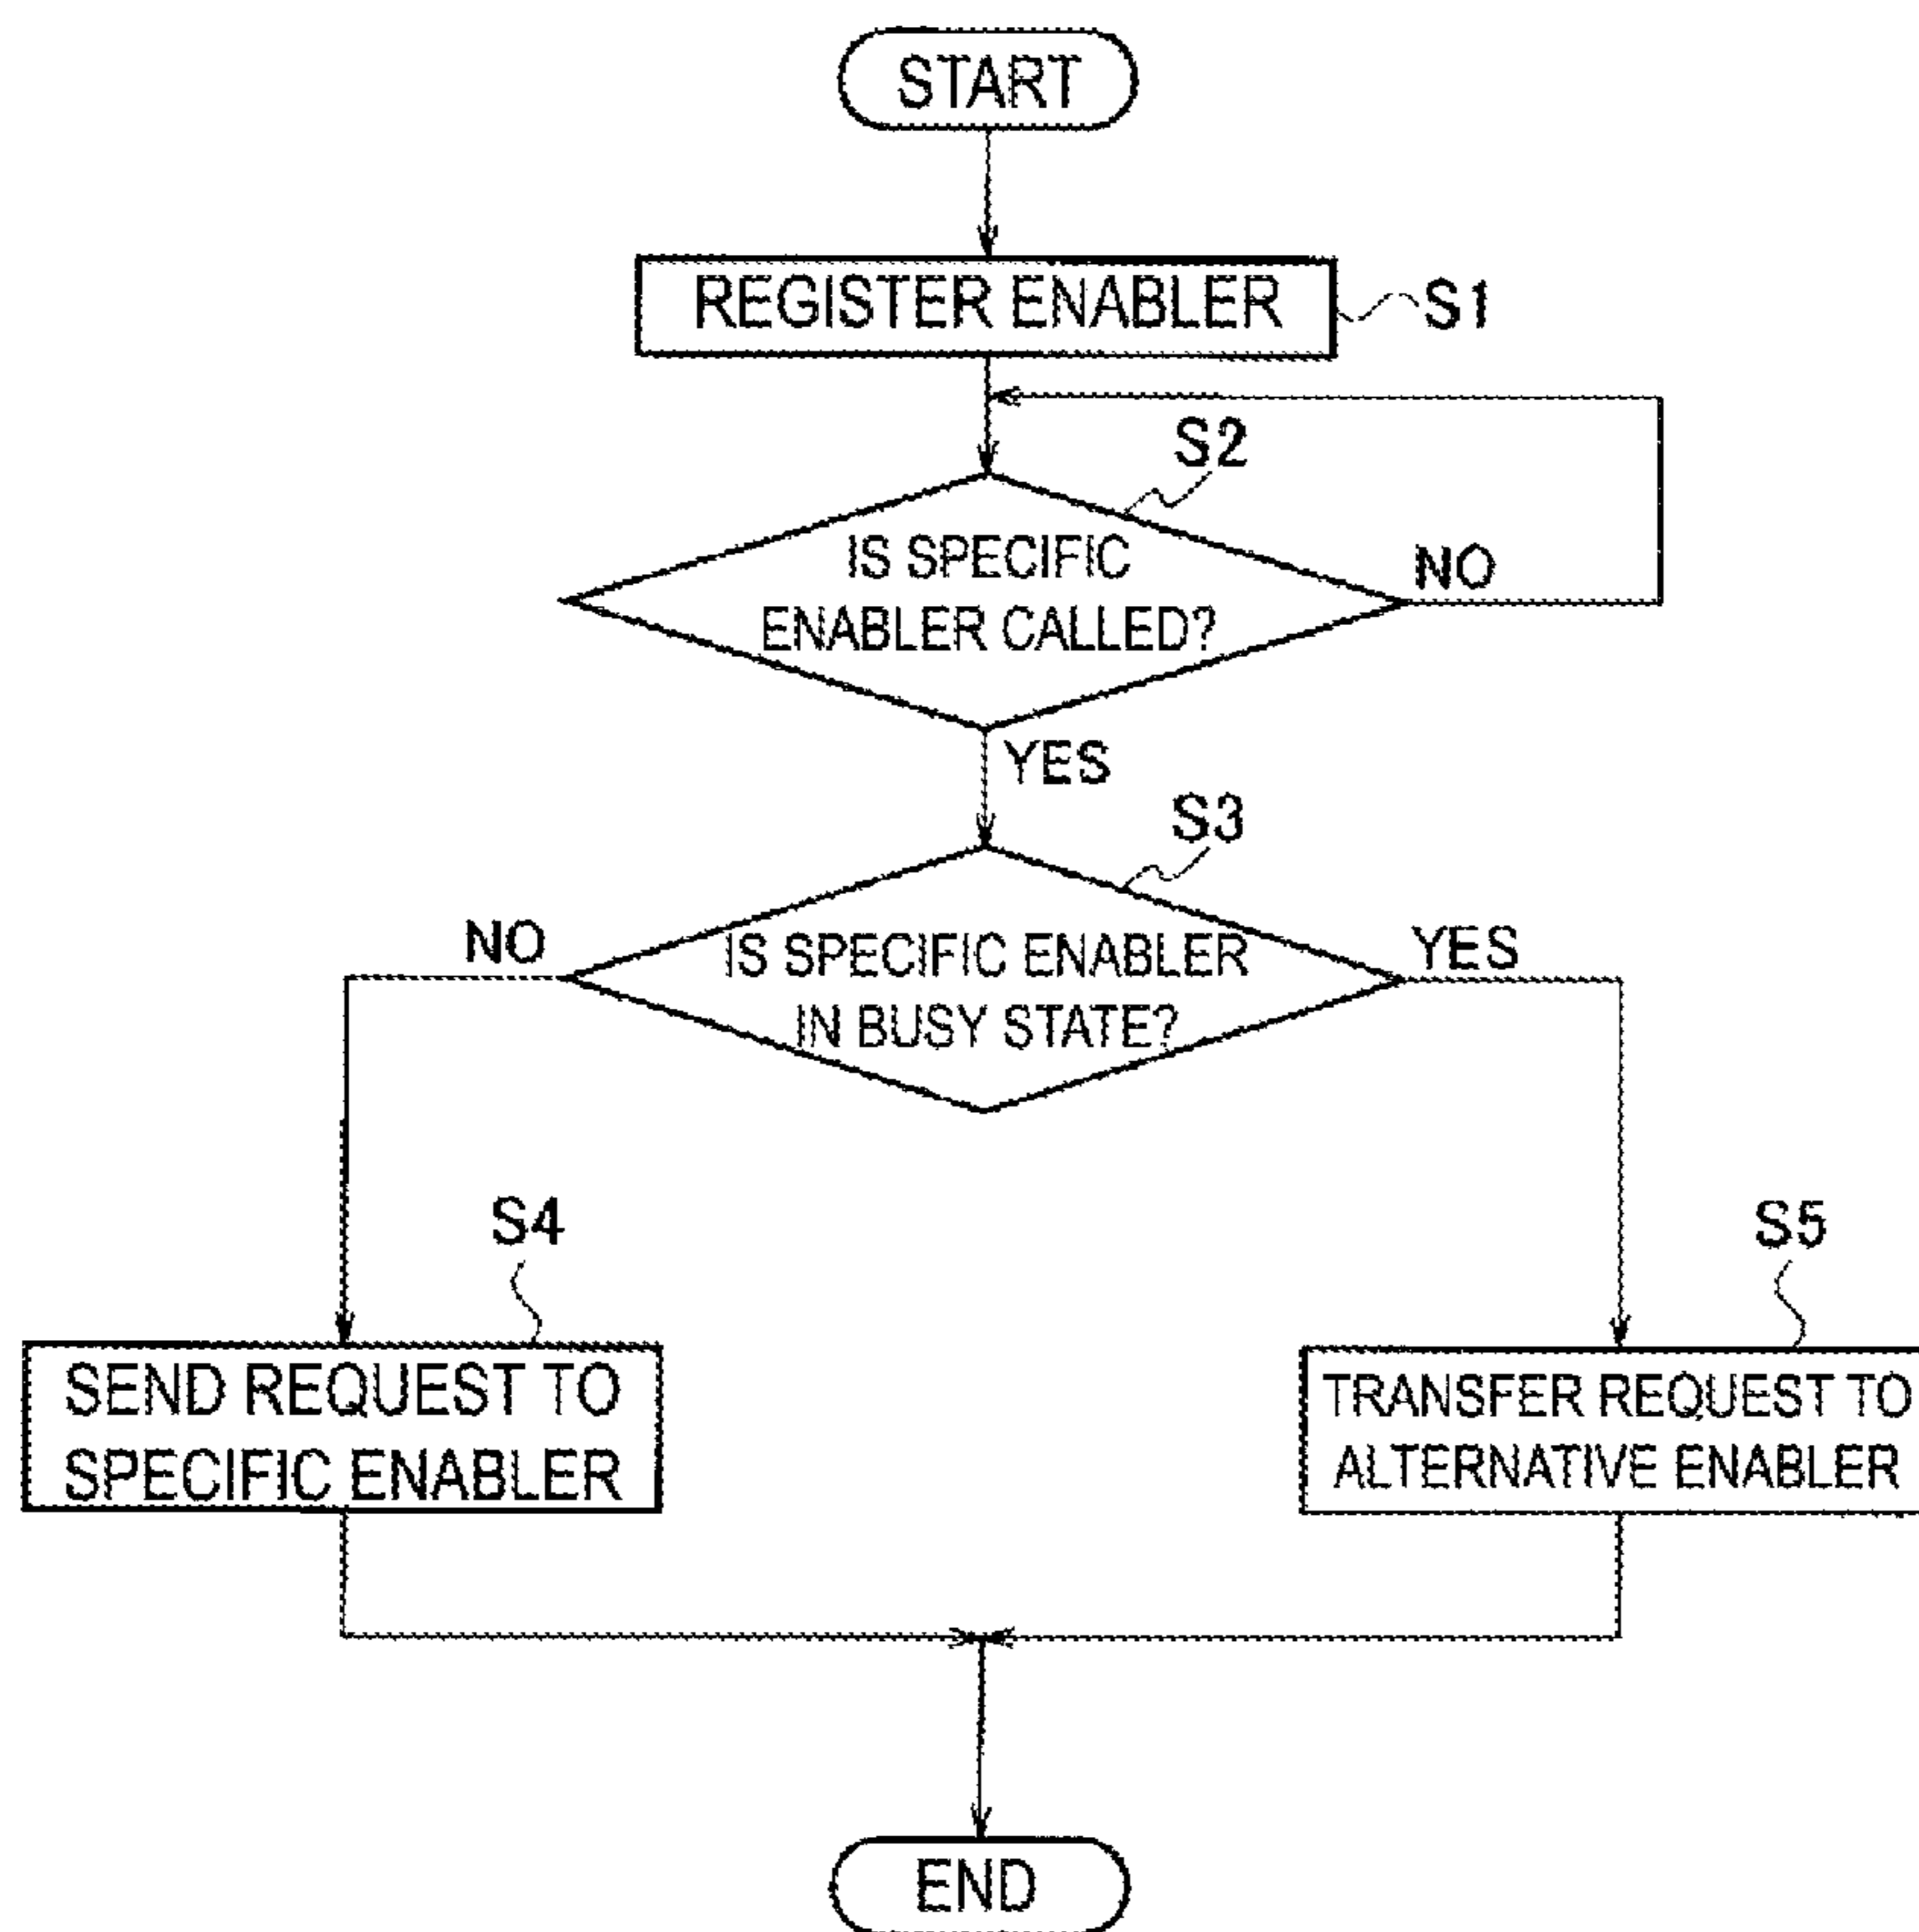 START
REGISTER ENABLER
S1
S2
IS SPECIFIC
ENABLER CALLED?
NO
YES
S3
NO
IS SPECIFIC ENABLER
IN BUSY STATE?
YES
S4
S5
SEND REQUEST TO
SPECIFIC ENABLER
TRANSFER REQUEST TO
ALTERNATIVE ENABLER
END